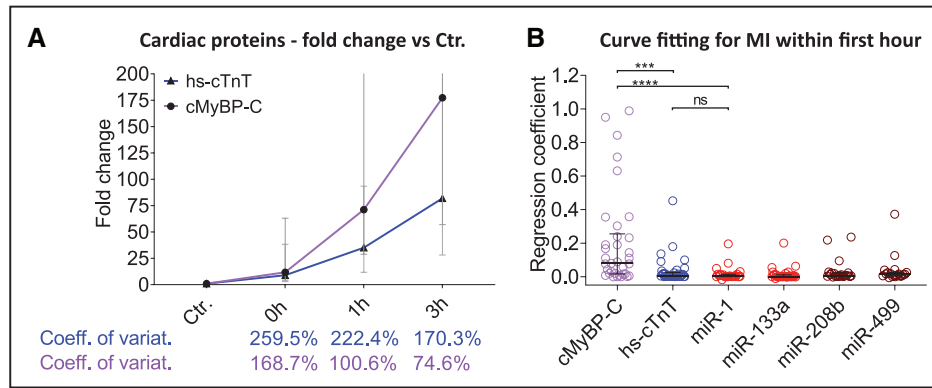 A
Cardiac proteins - fold change vs Ctr.
hs-cTnT
cMyBP-C
Fold change
200
175
150
125
100
75
50
25
0
Ctr.
0h
1h
3h
Coeff. of variat. 259.5% 222.4% 170.3%
Coeff. of variat. 168.7% 100.6% 74.6%
B
Curve fitting for MI within first hour
Regression coefficient
1.2
1.0
0.8
0.6
0.4
0.2
0.0
***
****
ns
cMyBP-C
hs-cTnT
miR-1
miR-133a
miR-208b
miR-499